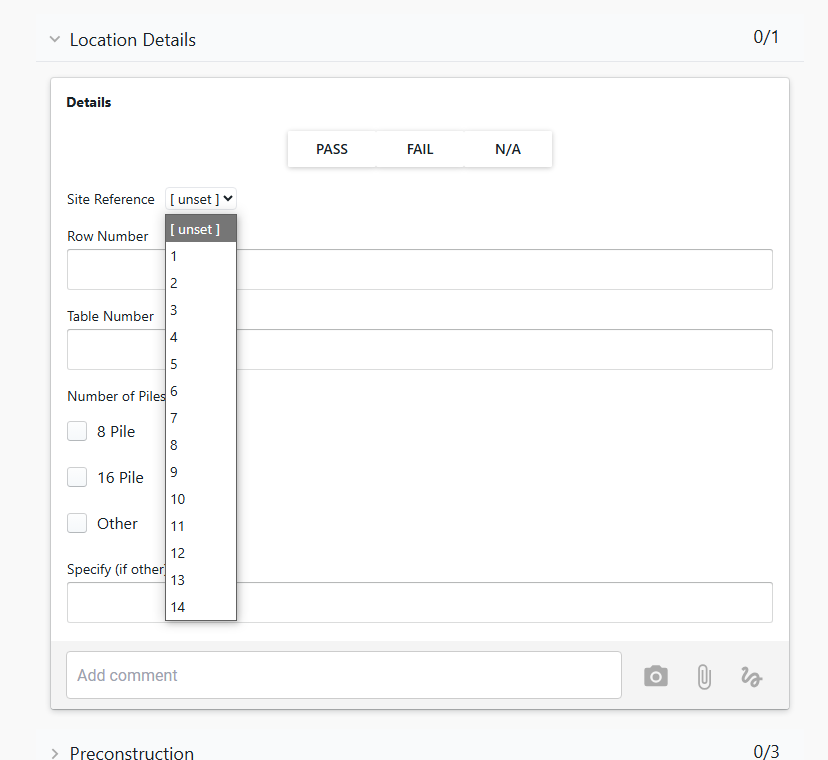 Location Details 0/1
Details
PASS FAIL N/A
Site Reference [ unset ]
[ unset ]
Row Number
1
2
3
Table Number
4
5
6
Number of Piles
7
8 Pile
8
9
16 Pile
10
11
Other
12
13
Specify (if other)
14
Add comment
Preconstruction 0/3